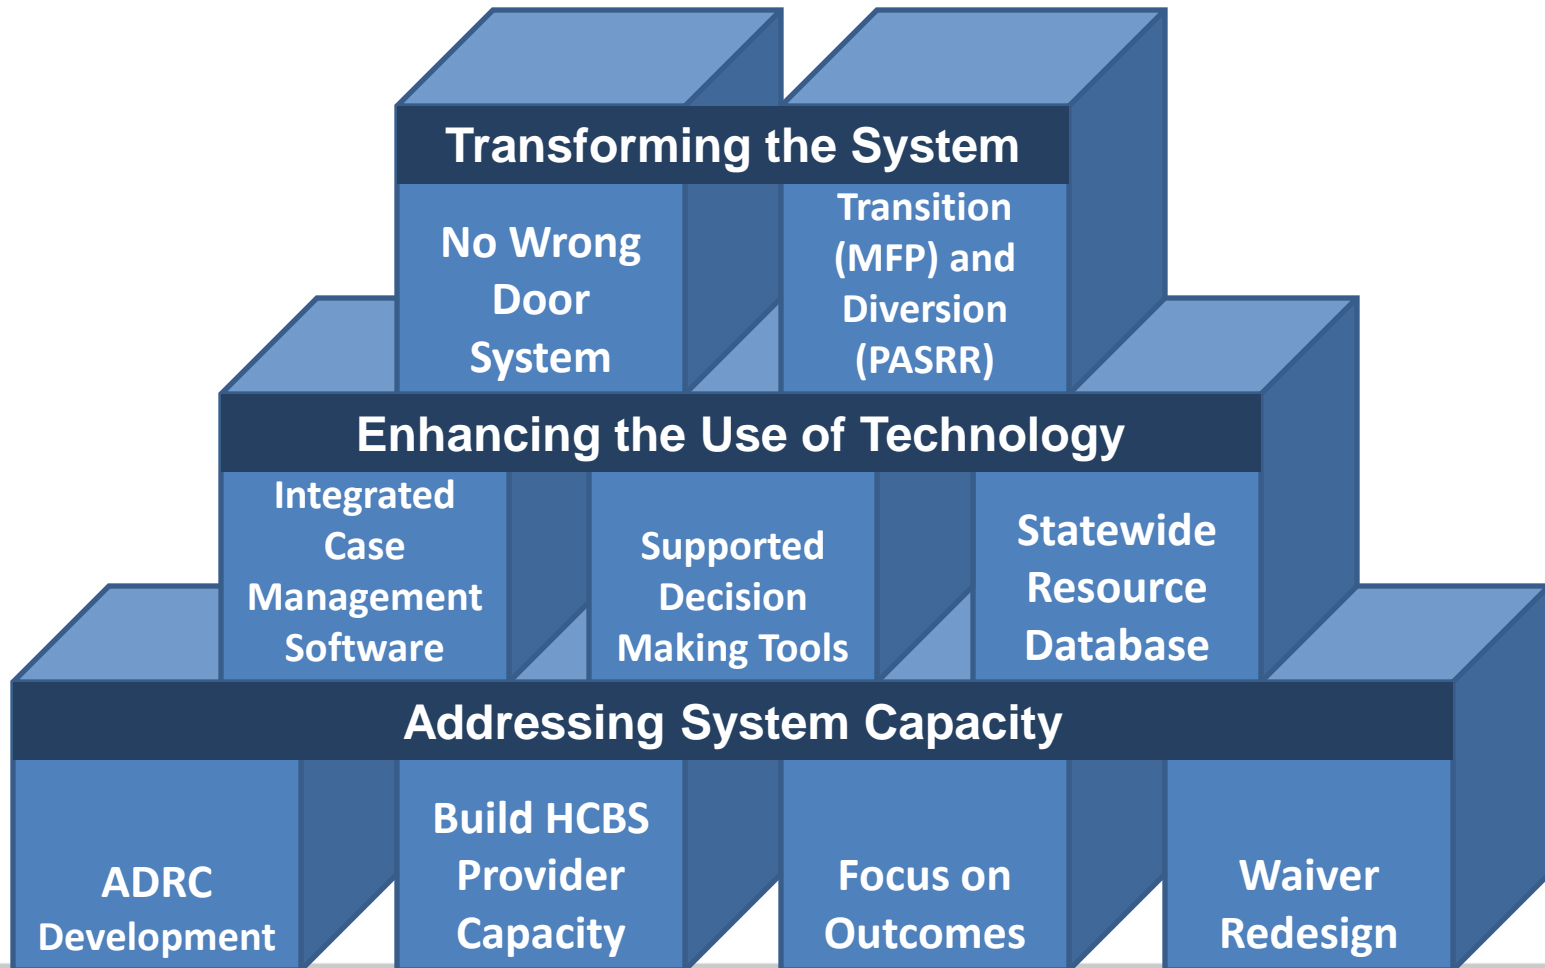 Transforming the System
No Wrong
Door
System
Transition
(MFP) and
Diversion
(PASRR)
Enhancing the Use of Technology
Integrated
Case
Management
Software
Supported
Decision
Making Tools
Statewide
Resource
Database
Addressing System Capacity
ADRC
Development
Build HCBS
Provider
Capacity
Focus on
Outcomes
Waiver
Redesign